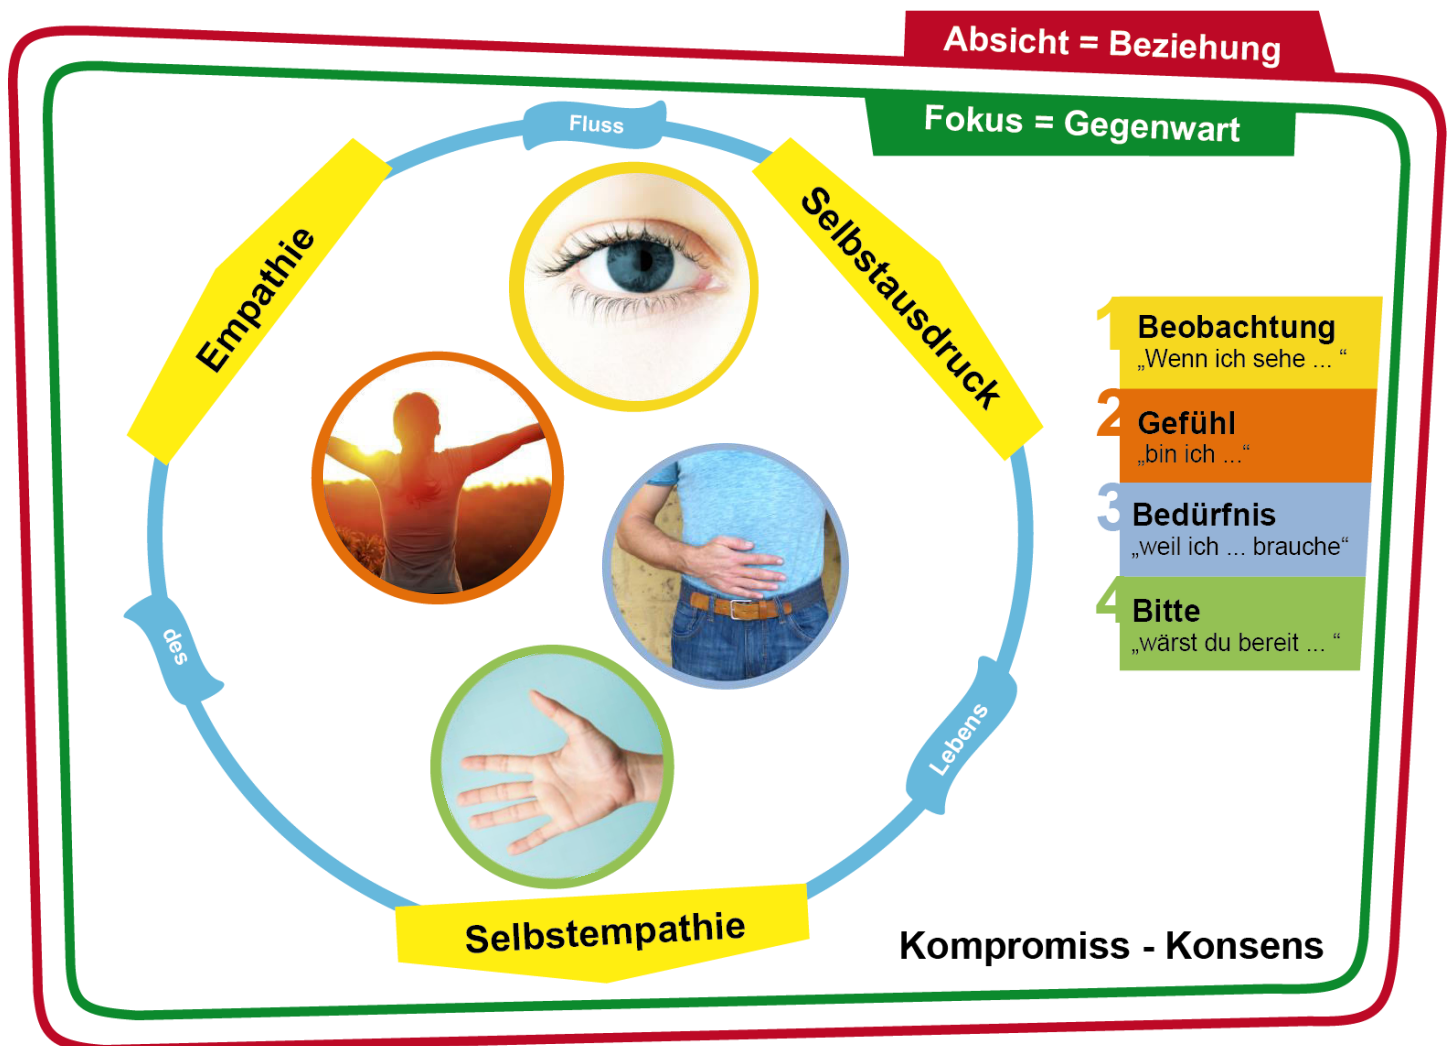 Absicht = Beziehung
Fokus = Gegenwart
Fluss
des
Lebens
Empathie
Selbstausdruck
Selbstempathie
1
Beobachtung
„Wenn ich sehe ... “
2
Gefühl
„bin ich ...“
3
Bedürfnis
„weil ich ... brauche“
4
Bitte
„wärst du bereit ... “
Kompromiss - Konsens